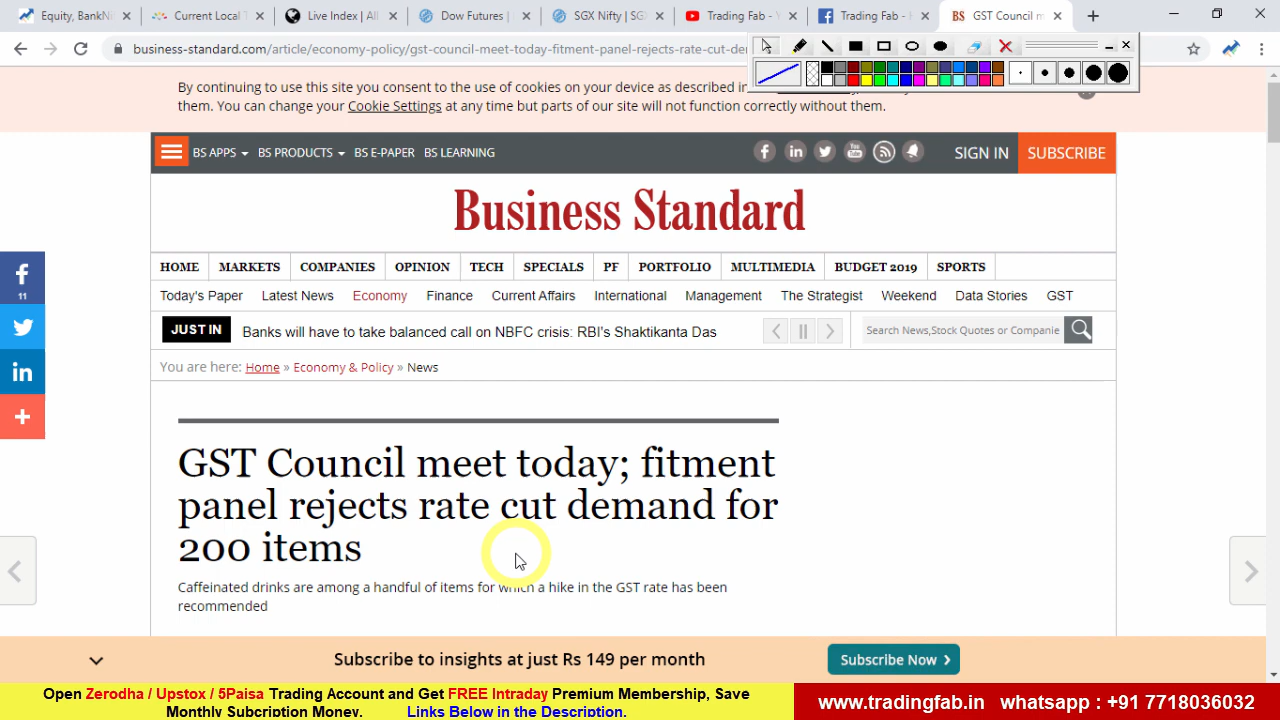 Equity, BankNi
Current Local T
Live Index | All
Dow Futures |
SGX Nifty | SG
Trading Fab - Y
Trading Fab -
BS GST Council m
business-standard.com/article/economy-policy/gst-council-meet-today-fitment-panel-rejects-rate-cut-de
By continuing to use this site you consent to the use of cookies on your device as described in
them. You can change your Cookie Settings at any time but parts of our site will not function correctly without them.
BS APPS BS PRODUCTS BS E-PAPER BS LEARNING
You Tube
SIGN IN SUBSCRIBE
Business Standard
HOME MARKETS COMPANIES OPINION TECH SPECIALS PF PORTFOLIO MULTIMEDIA BUDGET 2019 SPORTS
11
Today's Paper Latest News Economy Finance Current Affairs International Management The Strategist Weekend Data Stories GST
JUST IN Banks will have to take balanced call on NBFC crisis: RBI's Shaktikanta Das
Search News,Stock Quotes or Companie
You are here: Home » Economy & Policy » News
GST Council meet today; fitment
panel rejects rate cut demand for
200 items
Caffeinated drinks are among a handful of items for which a hike in the GST rate has been
recommended
Subscribe to insights at just Rs 149 per month
Subscribe Now
Open Zerodha / Upstox / 5Paisa Trading Account and Get FREE Intraday Premium Membership, Save
Monthly Subcription Money. Links Below in the Description.
www.tradingfab.in whatsapp : +91 7718036032